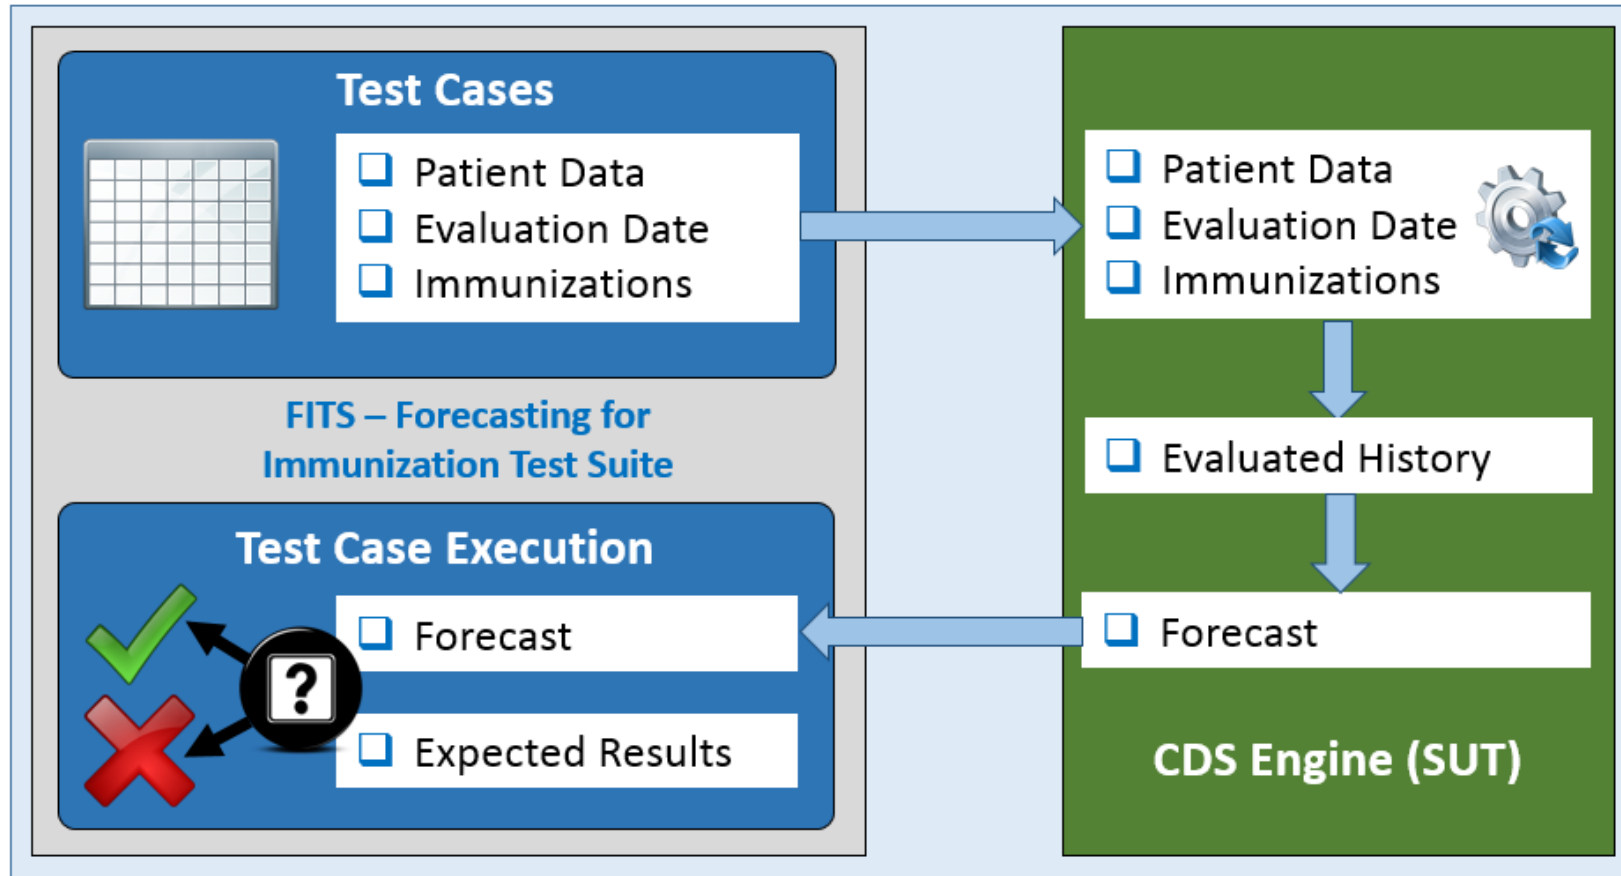 Test Cases
Patient Data
Evaluation Date
Immunizations
FITS – Forecasting for
Immunization Test Suite
Test Case Execution
Forecast
?
Expected Results
Patient Data
Evaluation Date
Immunizations
Evaluated History
Forecast
CDS Engine (SUT)